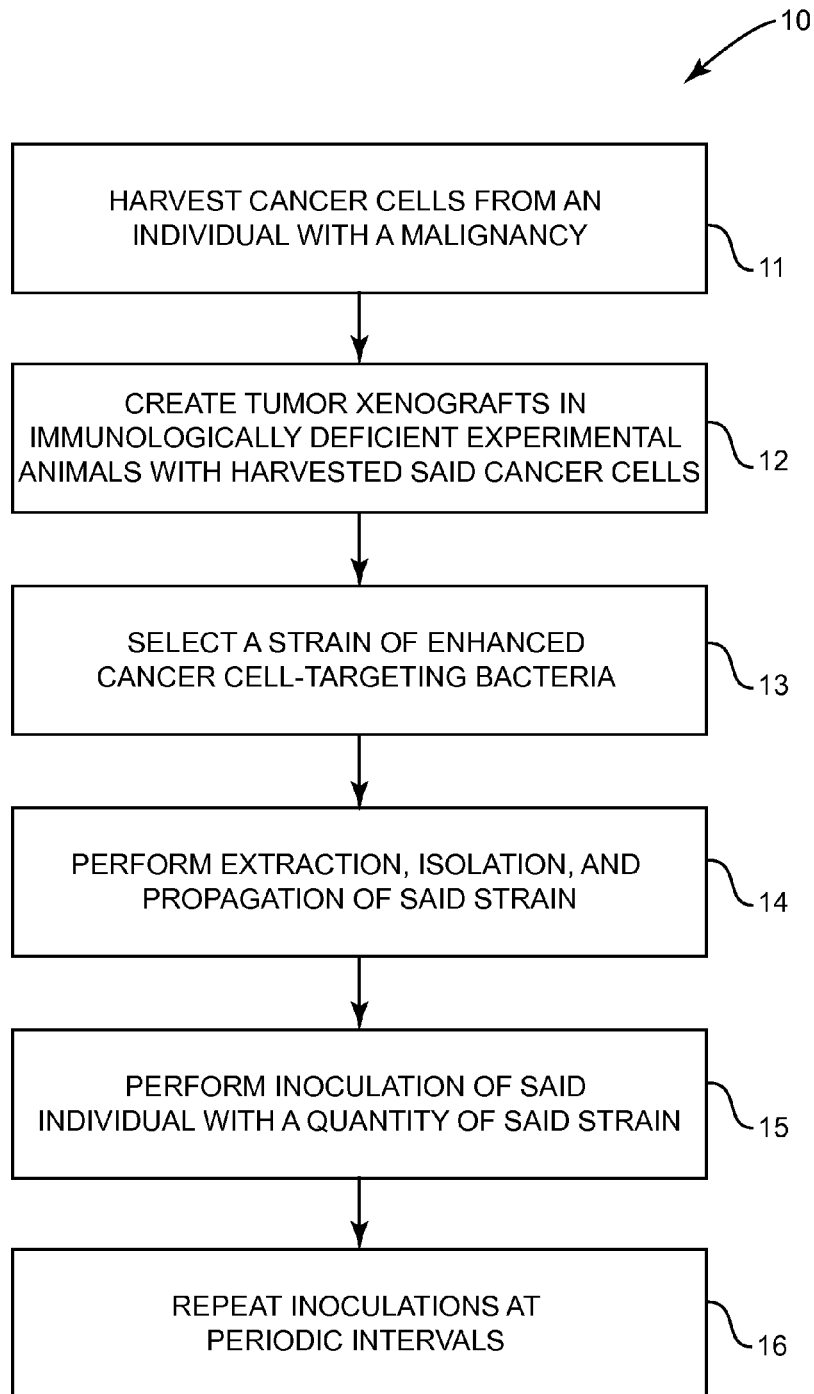 10
HARVEST CANCER CELLS FROM AN
INDIVIDUAL WITH A MALIGNANCY
11
CREATE TUMOR XENOGRAFTS IN
IMMUNOLOGICALLY DEFICIENT EXPERIMENTAL
ANIMALS WITH HARVESTED SAID CANCER CELLS
12
SELECT A STRAIN OF ENHANCED
CANCER CELL-TARGETING BACTERIA
13
PERFORM EXTRACTION, ISOLATION, AND
PROPAGATION OF SAID STRAIN
14
PERFORM INOCULATION OF SAID
INDIVIDUAL WITH A QUANTITY OF SAID STRAIN
15
REPEAT INOCULATIONS AT
PERIODIC INTERVALS
16